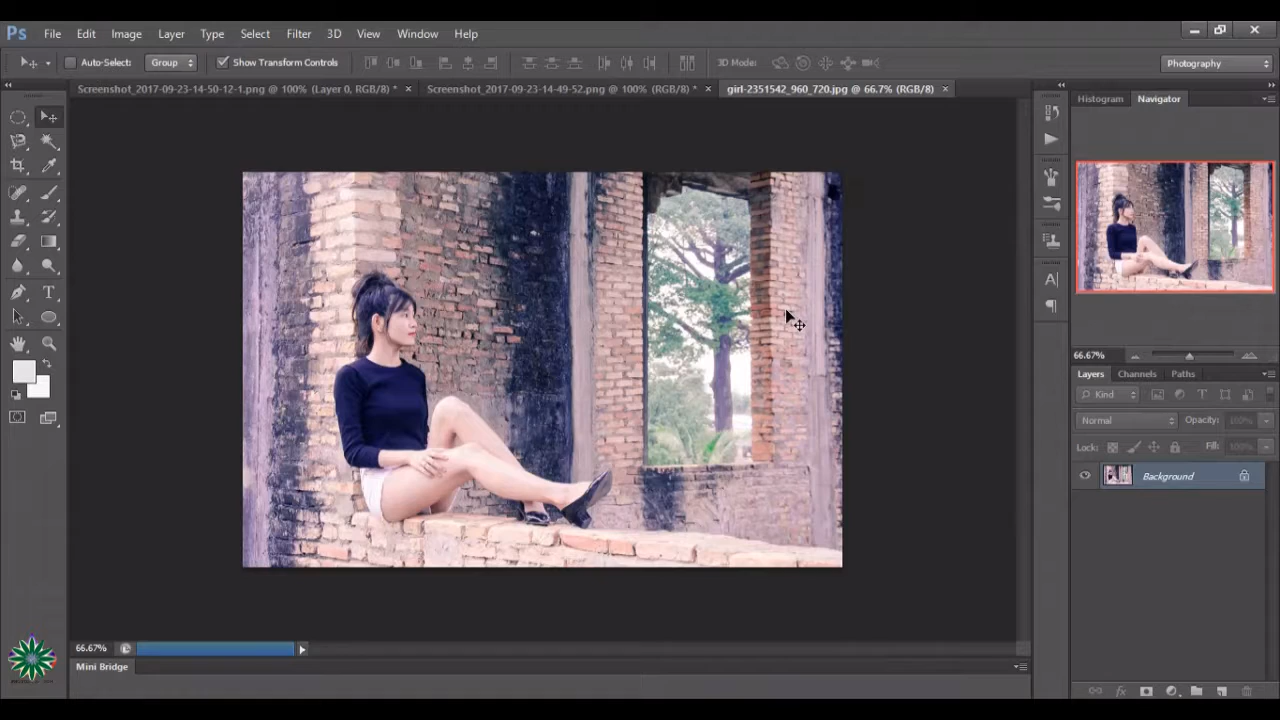 Ps File Edit Image Layer Type Select Filter 3D View Window Help
Auto-Select: Group Show Transform Controls 3D Mode: Photography
Screenshot_2017-09-23-14-50-12-1.png @ 100% (Layer 0, RGB/8) * × Screenshot_2017-09-23-14-49-52.png @ 100% (RGB/8) * × girl-2351542_960_720.jpg @ 66.7% (RGB/8) ×
Histogram Navigator
66.67%
Layers Channels Paths
Kind
Normal Opacity: 100%
Lock: Fill: 100%
Background
66.67%
Mini Bridge